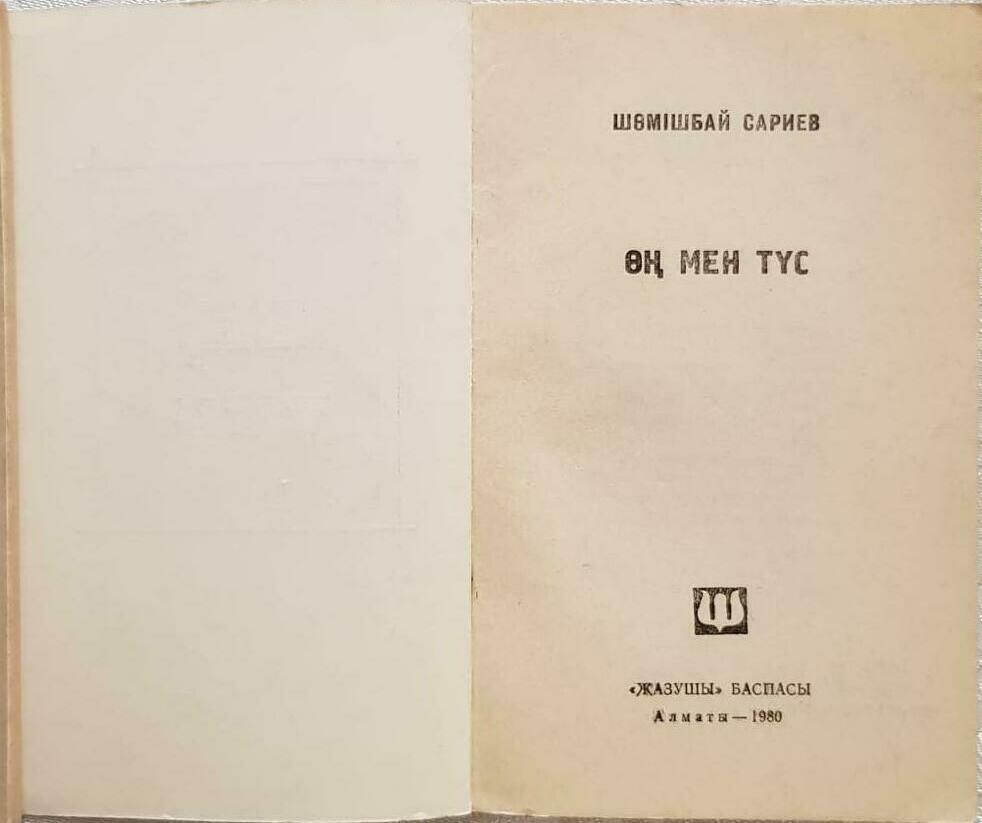 ШӨМІШБАЙ САРИЕВ
ӨҢ МЕН ТҮС
«ЖАЗУШЫ» БАСПАСЫ
Алматы — 1980